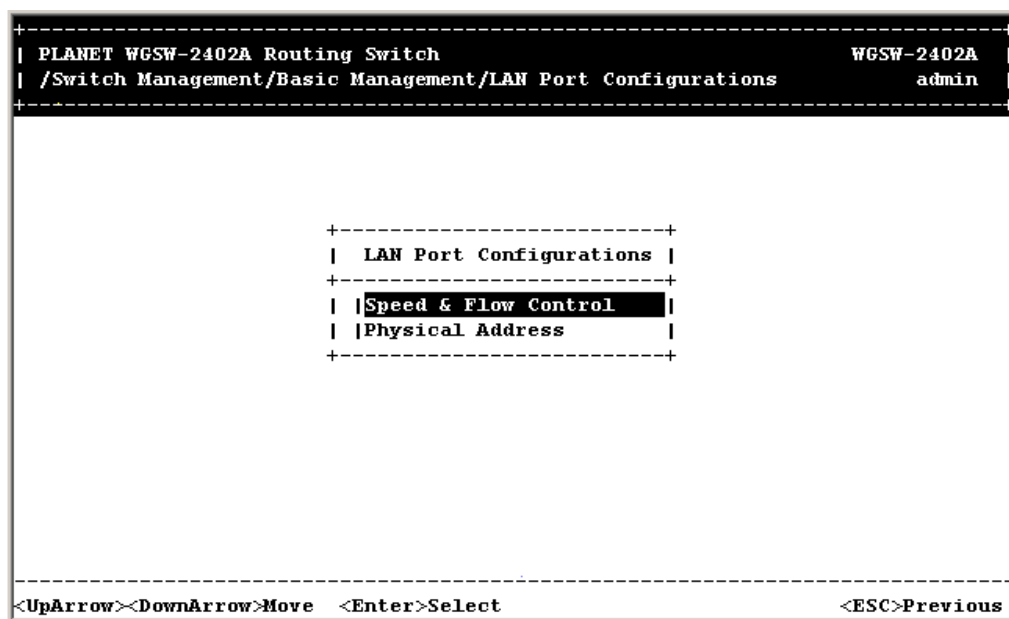 +------------------------------------------------------------------------------+
| PLANET WGSW-2402A Routing Switch WGSW-2402A |
| /Switch Management/Basic Management/LAN Port Configurations admin |
+------------------------------------------------------------------------------+
+--------------------------+
| LAN Port Configurations |
+--------------------------+
| |Speed & Flow Control |
| |Physical Address |
+--------------------------+
--------------------------------------------------------------------------------
<UpArrow><DownArrow>Move <Enter>Select <ESC>Previous